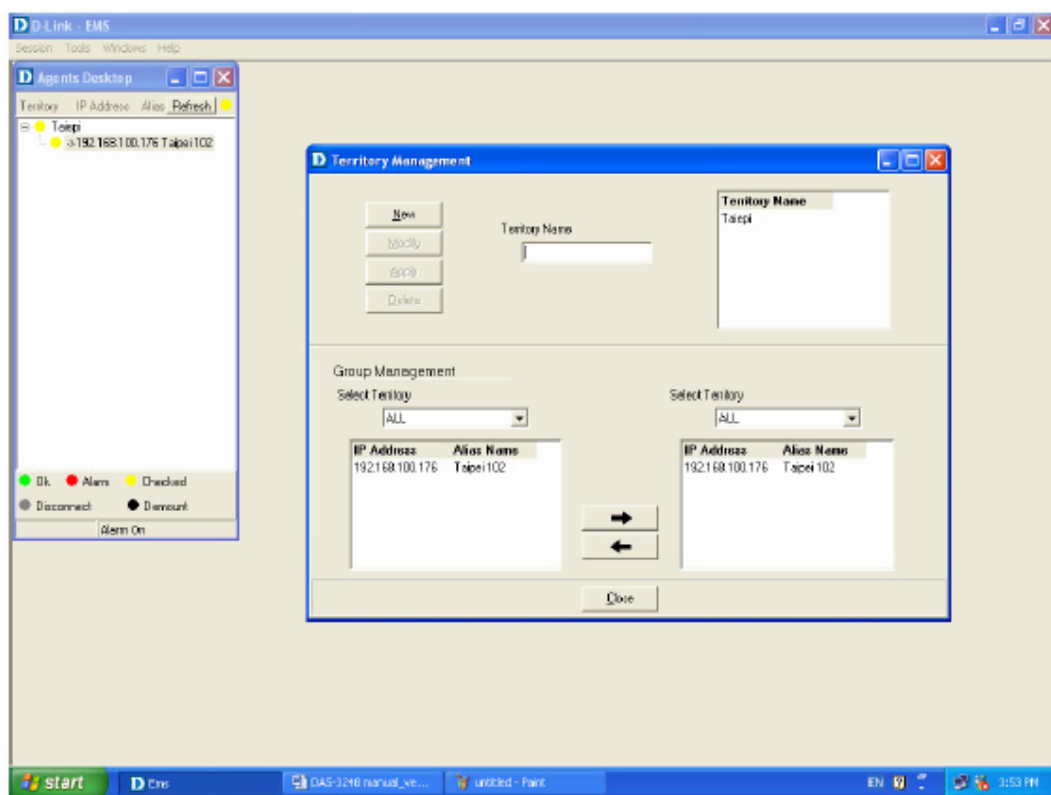 D-Link - EMS
Session Tools Windows Help
Agents Desktop
Territory IP Address Alias Refresh
Taiepi
192.168.100.176 Taipei102
Ok Alarm Checked
Disconnect Demount
Alarm On
Territory Management
New
Modify
Apply
Delete
Territory Name
Territory Name
Taiepi
Group Management
Select Territory
ALL
IP Address Alias Name
192.168.100.176 Taipei102
Select Territory
ALL
IP Address Alias Name
192.168.100.176 Taipei102
Close
start
Ems
DAS-3248 manual_ve...
untitled - Paint
EN
3:53 PM